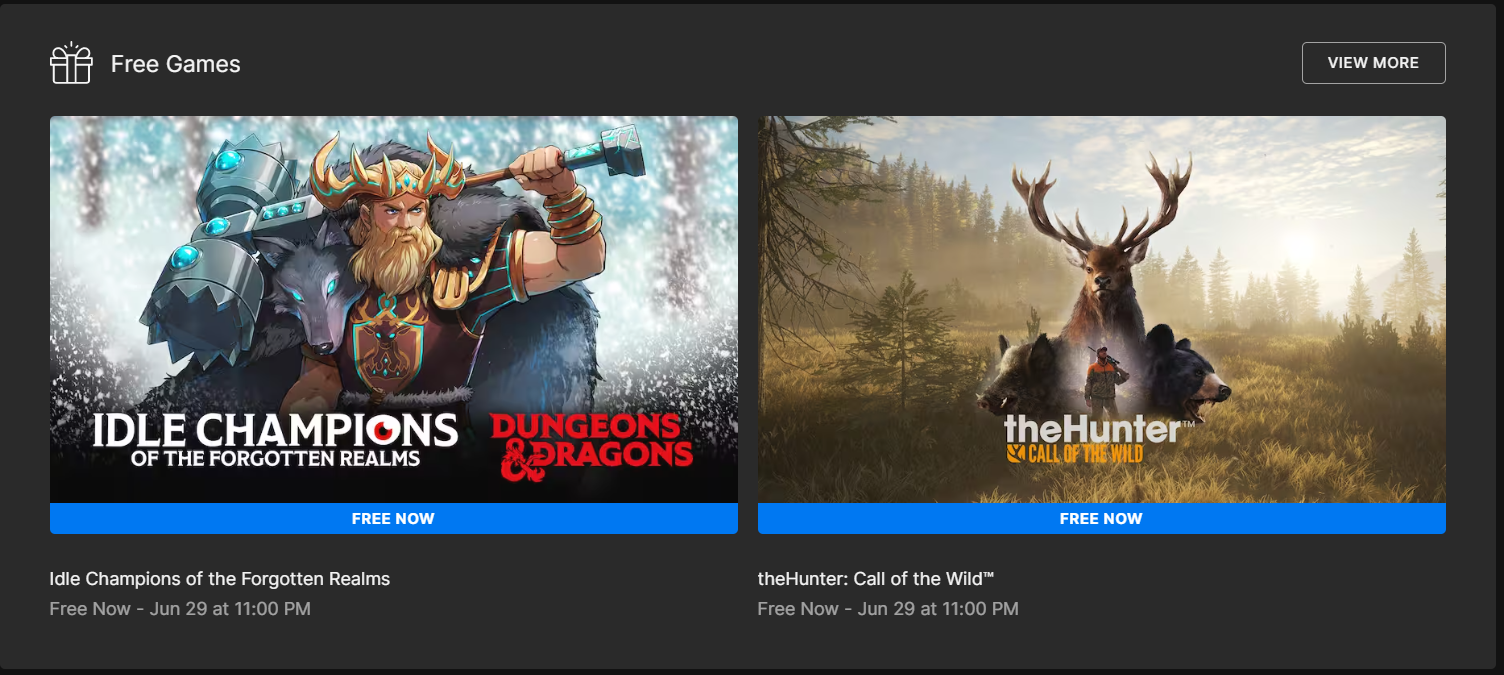 Free Games
VIEW MORE
IDLE CHAMPIONS
OF THE FORGOTTEN REALMS
DUNGEONS
& DRAGONS
FREE NOW
Idle Champions of the Forgotten Realms
Free Now - Jun 29 at 11:00 PM
theHunter™
CALL OF THE WILD
FREE NOW
theHunter: Call of the Wild™
Free Now - Jun 29 at 11:00 PM